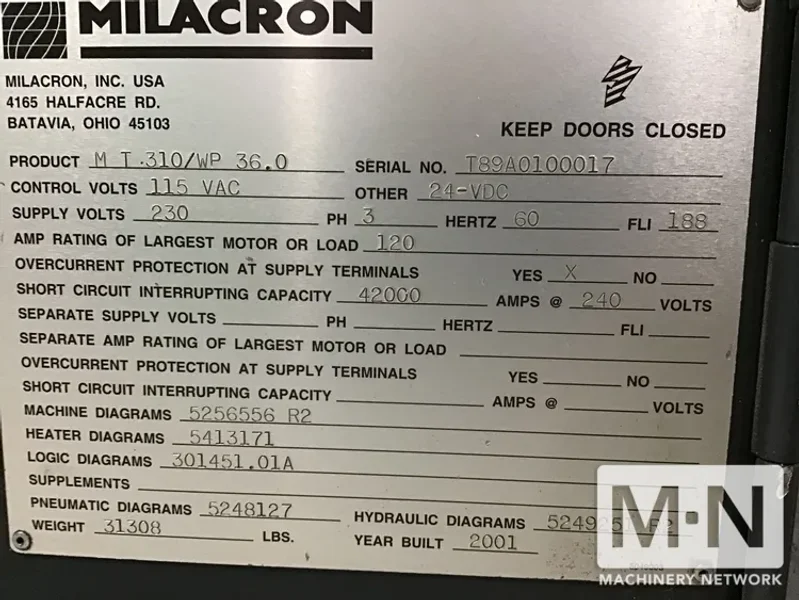 MILACRON
MILACRON, INC. USA
4165 HALFACRE RD.
BATAVIA, OHIO 45103
KEEP DOORS CLOSED
PRODUCT M T.310/WP 36.0 SERIAL NO. T89A0100017
CONTROL VOLTS 115 VAC OTHER 24-VDC
SUPPLY VOLTS 230 PH 3 HERTZ 60 FLI 188
AMP RATING OF LARGEST MOTOR OR LOAD 120
OVERCURRENT PROTECTION AT SUPPLY TERMINALS YES X NO
SHORT CIRCUIT INTERRUPTING CAPACITY 42000 AMPS @ 240 VOLTS
SEPARATE SUPPLY VOLTS PH HERTZ FLI
SEPARATE AMP RATING OF LARGEST MOTOR OR LOAD
OVERCURRENT PROTECTION AT SUPPLY TERMINALS YES NO
SHORT CIRCUIT INTERRUPTING CAPACITY AMPS @ VOLTS
MACHINE DIAGRAMS 5256556 R2
HEATER DIAGRAMS 5413171
LOGIC DIAGRAMS 301451.01A
SUPPLEMENTS
PNEUMATIC DIAGRAMS 5248127 HYDRAULIC DIAGRAMS
WEIGHT 31308 LBS. YEAR BUILT 2001
M·N
MACHINERY NETWORK